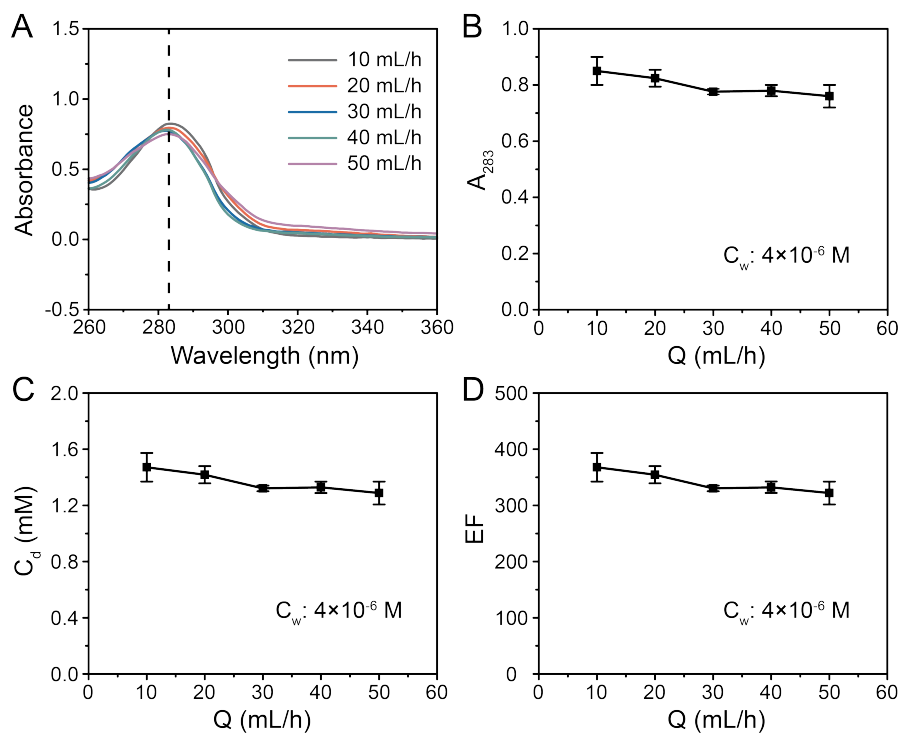 A
1.5
1.0
0.5
0.0
-0.5
260
280
300
320
340
360
Absorbance
Wavelength (nm)
10 mL/h
20 mL/h
30 mL/h
40 mL/h
50 mL/h
B
1.0
0.8
0.6
0.4
0.2
0.0
0
10
20
30
40
50
60
A283
Q (mL/h)
Cw: 4×10-6 M
C
2.0
1.6
1.2
0.8
0.4
0.0
0
10
20
30
40
50
60
Cd (mM)
Q (mL/h)
Cw: 4×10-6 M
D
500
400
300
200
100
0
0
10
20
30
40
50
60
EF
Q (mL/h)
Cw: 4×10-6 M